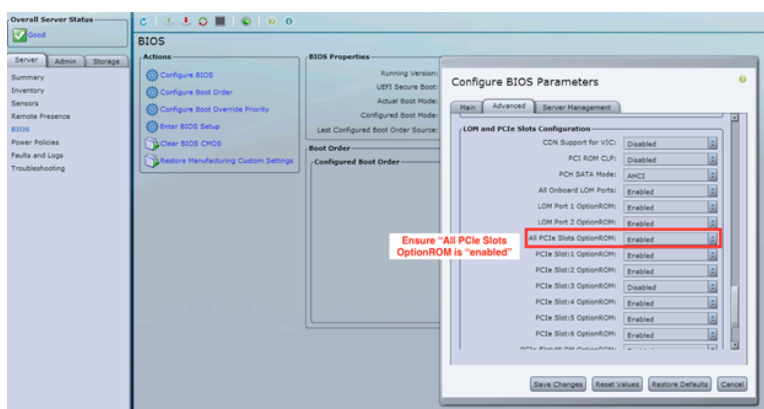 Overall Server Status
Good
Server
Admin
Storage
Summary
Inventory
Sensors
Remote Presence
BIOS
Power Policies
Faults and Logs
Troubleshooting
BIOS
Actions
Configure BIOS
Configure Boot Order
Configure Boot Override Priority
Enter BIOS Setup
Clear BIOS CMOS
Restore Manufacturing Custom Settings
BIOS Properties
Running Version:
UEFI Secure Boot:
Actual Boot Mode:
Configured Boot Mode:
Last Configured Boot Order Source:
Boot Order
Configured Boot Order
Ensure “All PCIe Slots
OptionROM is “enabled”
Configure BIOS Parameters
Main
Advanced
Server Management
LOM and PCIe Slots Configuration
CDN Support for VIC: Disabled
PCI ROM CLP: Disabled
PCH SATA Mode: AHCI
All Onboard LOM Ports: Enabled
LOM Port 1 OptionROM: Enabled
LOM Port 2 OptionROM: Enabled
All PCIe Slots OptionROM: Enabled
PCIe Slot:1 OptionROM: Enabled
PCIe Slot:2 OptionROM: Enabled
PCIe Slot:3 OptionROM: Disabled
PCIe Slot:4 OptionROM: Enabled
PCIe Slot:5 OptionROM: Enabled
PCIe Slot:6 OptionROM: Enabled
Save Changes
Reset Values
Restore Defaults
Cancel